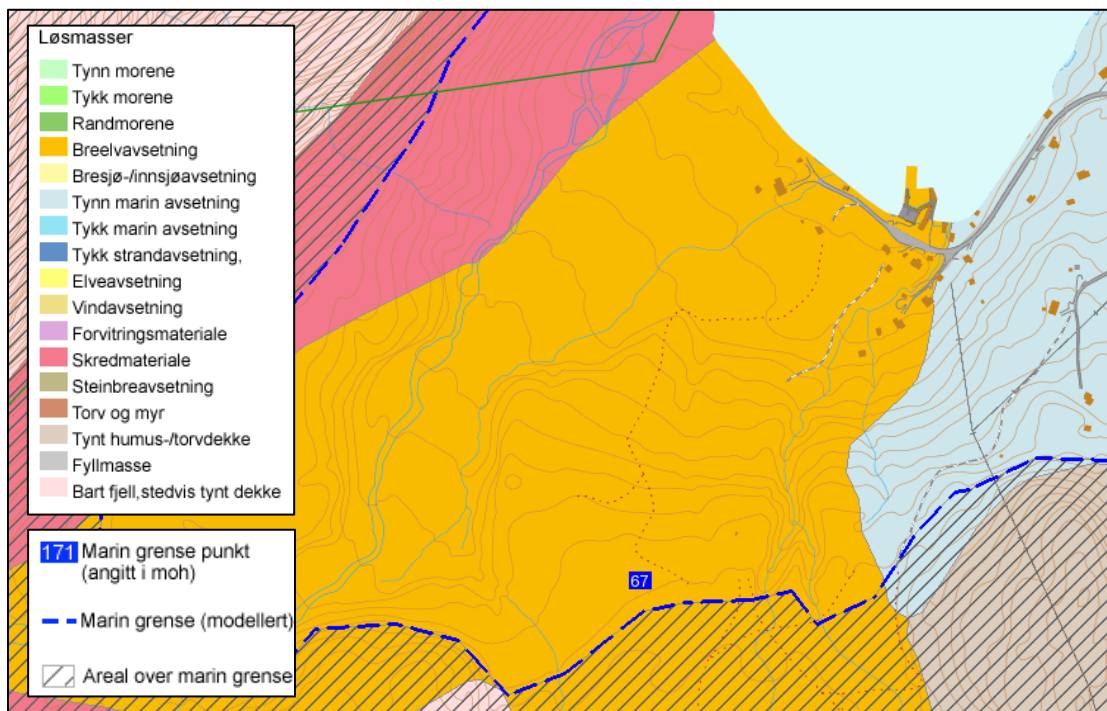 Løsmasser
Tynn morene
Tykk morene
Randmorene
Breelvavsetning
Bresjø-/innsjøavsetning
Tynn marin avsetning
Tykk marin avsetning
Tykk strandavsetning,
Elveavsetning
Vindavsetning
Forvitringsmateriale
Skredmateriale
Steinbreavsetning
Torv og myr
Tynt humus-/torvdekke
Fyllmasse
Bart fjell,stedvis tynt dekke
171 Marin grense punkt
(angitt i moh)
Marin grense (modellert)
Areal over marin grense
67